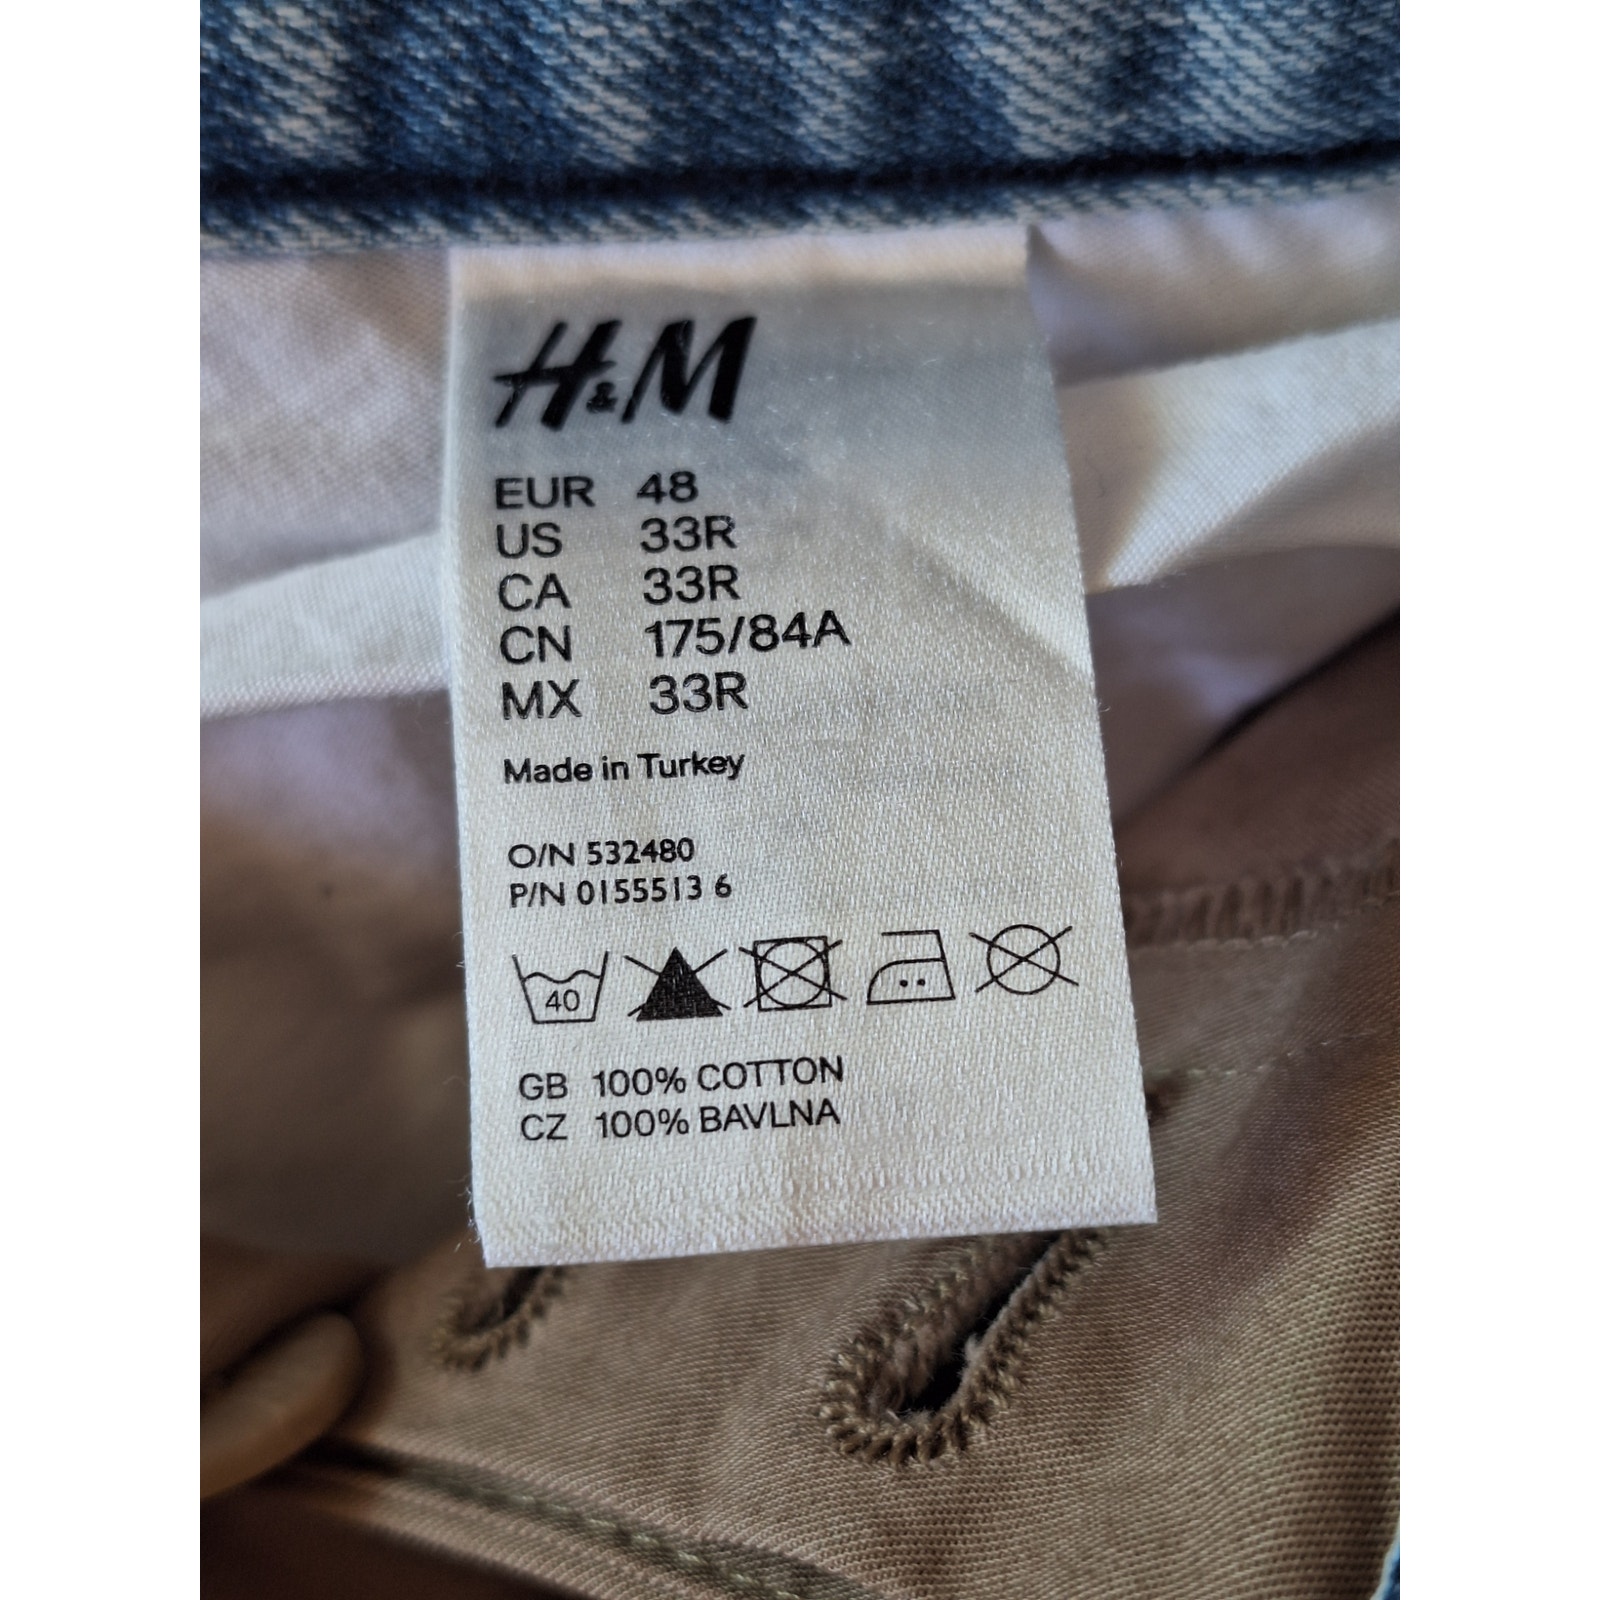 H&M
EUR 48
US 33R
CA 33R
CN 175/84A
MX 33R
Made in Turkey
O/N 532480
P/N 0155513 6
40
GB 100% COTTON
CZ 100% BAVLNA